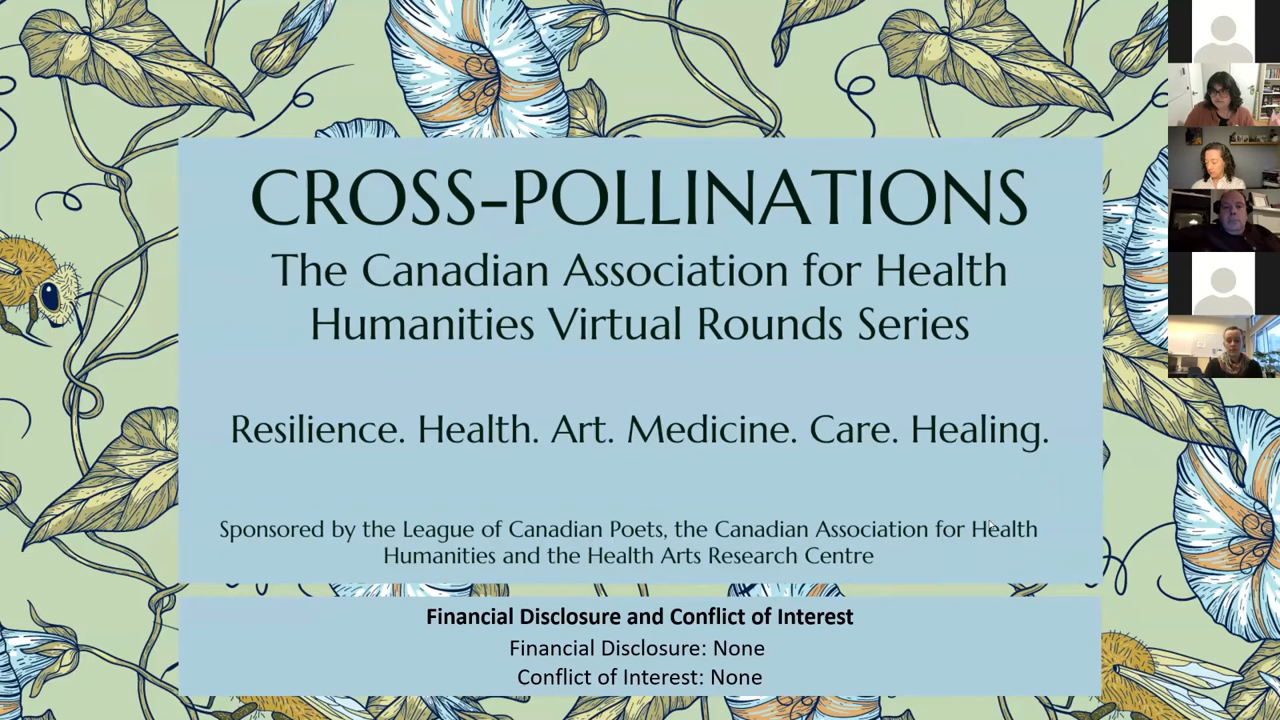 CROSS-POLLINATIONS
The Canadian Association for Health
Humanities Virtual Rounds Series
Resilience. Health. Art. Medicine. Care. Healing.
Sponsored by the League of Canadian Poets, the Canadian Association for Health
Humanities and the Health Arts Research Centre
Financial Disclosure and Conflict of Interest
Financial Disclosure: None
Conflict of Interest: None